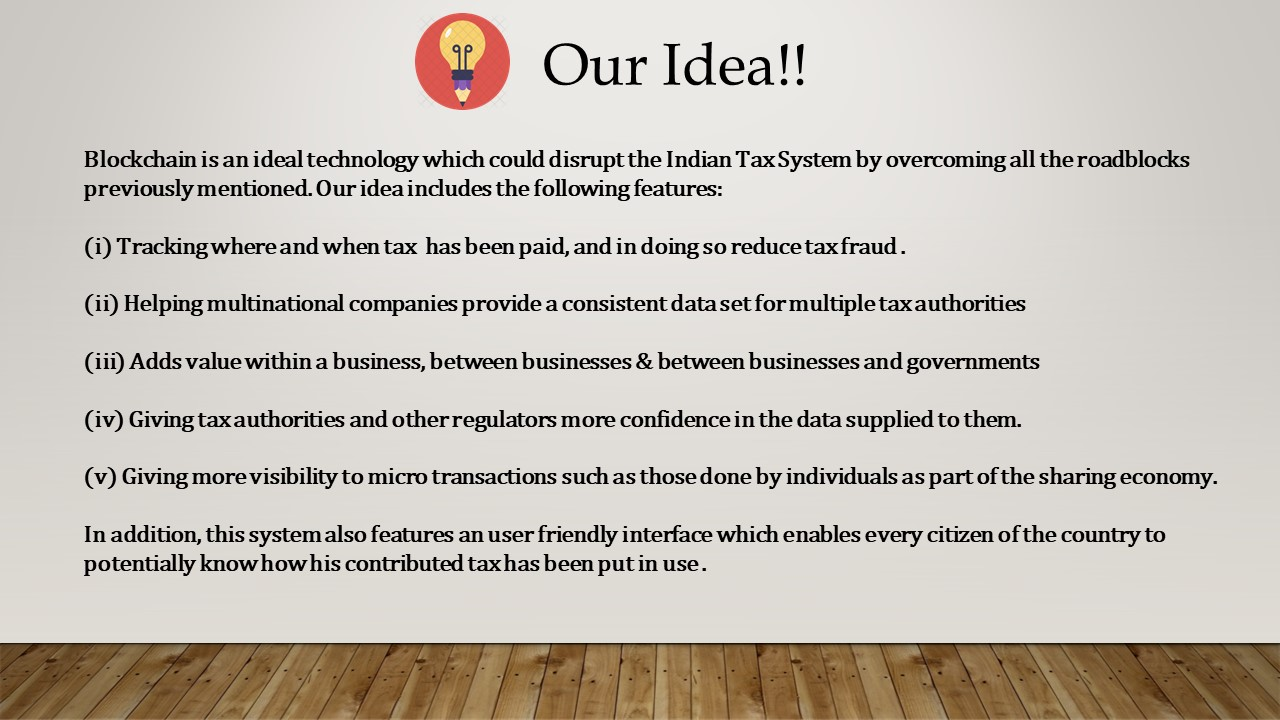 Our Idea!!
Blockchain is an ideal technology which could disrupt the Indian Tax System by overcoming all the roadblocks
previously mentioned. Our idea includes the following features:
(i) Tracking where and when tax  has been paid, and in doing so reduce tax fraud .
(ii) Helping multinational companies provide a consistent data set for multiple tax authorities
(iii) Adds value within a business, between businesses & between businesses and governments
(iv) Giving tax authorities and other regulators more confidence in the data supplied to them.
(v) Giving more visibility to micro transactions such as those done by individuals as part of the sharing economy.
In addition, this system also features an user friendly interface which enables every citizen of the country to
potentially know how his contributed tax has been put in use .